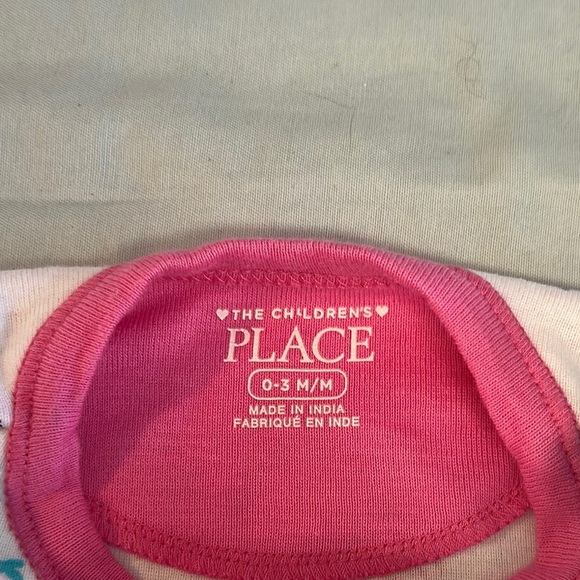 ♥THE CHILDREN'S♥
PLACE
0-3 M/M
MADE IN INDIA
FABRIQUÉ EN INDE